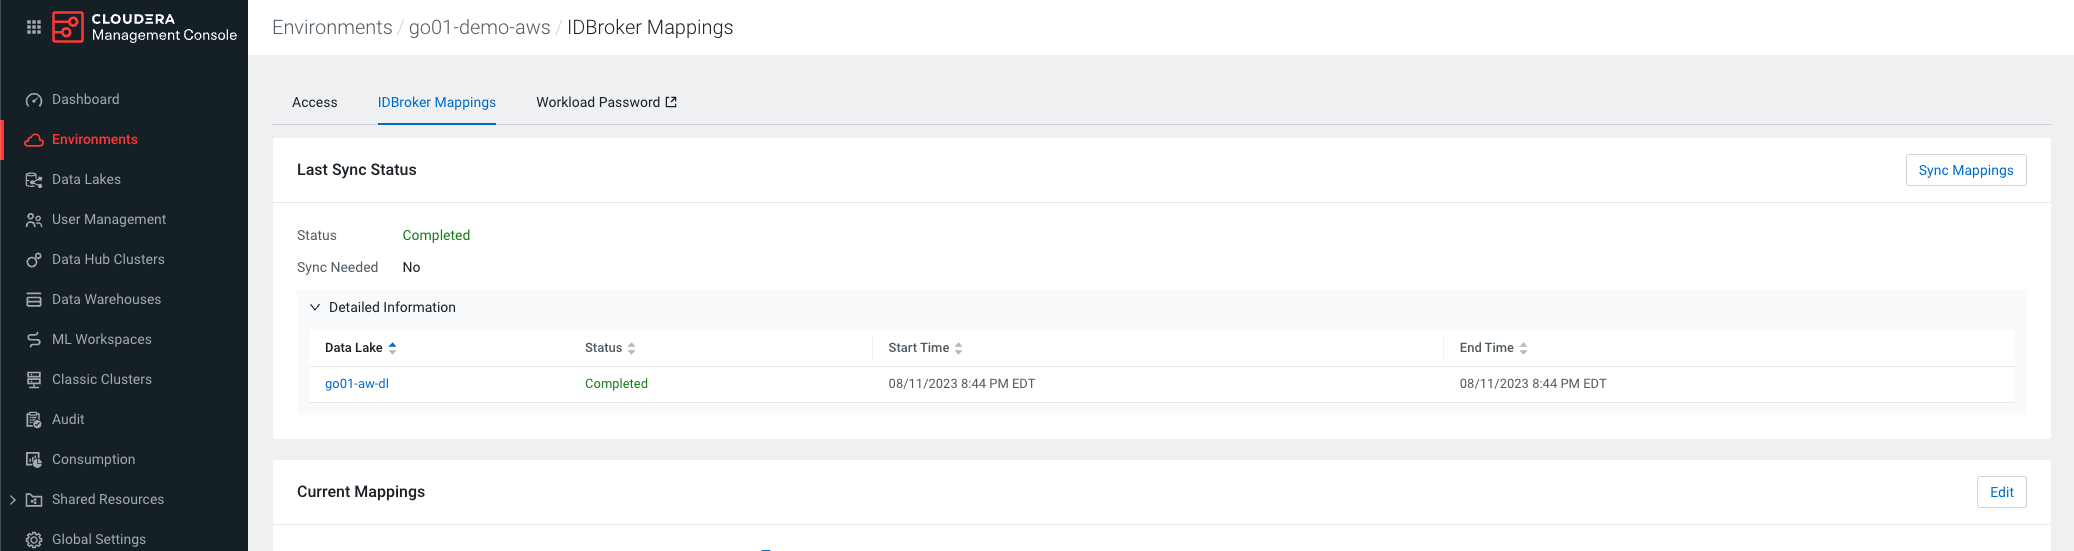 CLOUDERA
Management Console
Dashboard
Environments
Data Lakes
User Management
Data Hub Clusters
Data Warehouses
ML Workspaces
Classic Clusters
Audit
Consumption
Shared Resources
Global Settings
Environments / go01-demo-aws / IDBroker Mappings
Access IDBroker Mappings Workload Password
Last Sync Status Sync Mappings
Status Completed
Sync Needed No
Detailed Information
Data Lake Status Start Time End Time
go01-aw-dl Completed 08/11/2023 8:44 PM EDT 08/11/2023 8:44 PM EDT
Current Mappings Edit